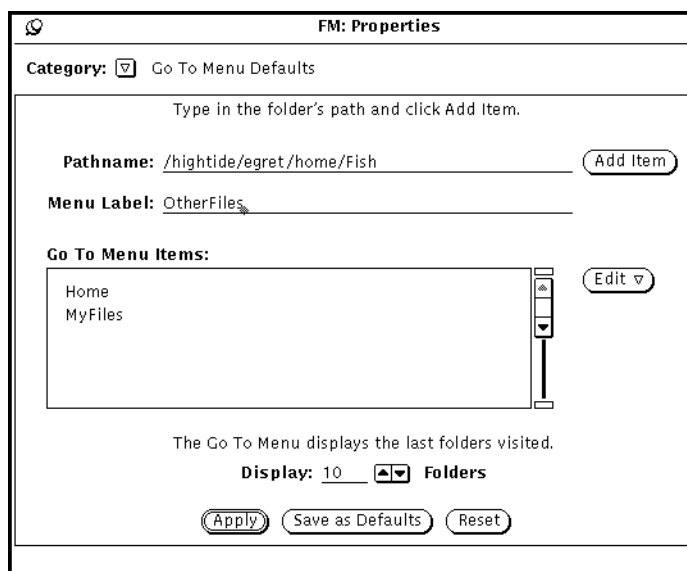 FM: Properties
Category: Go To Menu Defaults
Type in the folder's path and click Add Item.
Pathname: /hightide/egret/home/Fish Add Item
Menu Label: OtherFiles
Go To Menu Items:
Edit
Home
MyFiles
The Go To Menu displays the last folders visited.
Display: 10 Folders
Apply Save as Defaults Reset